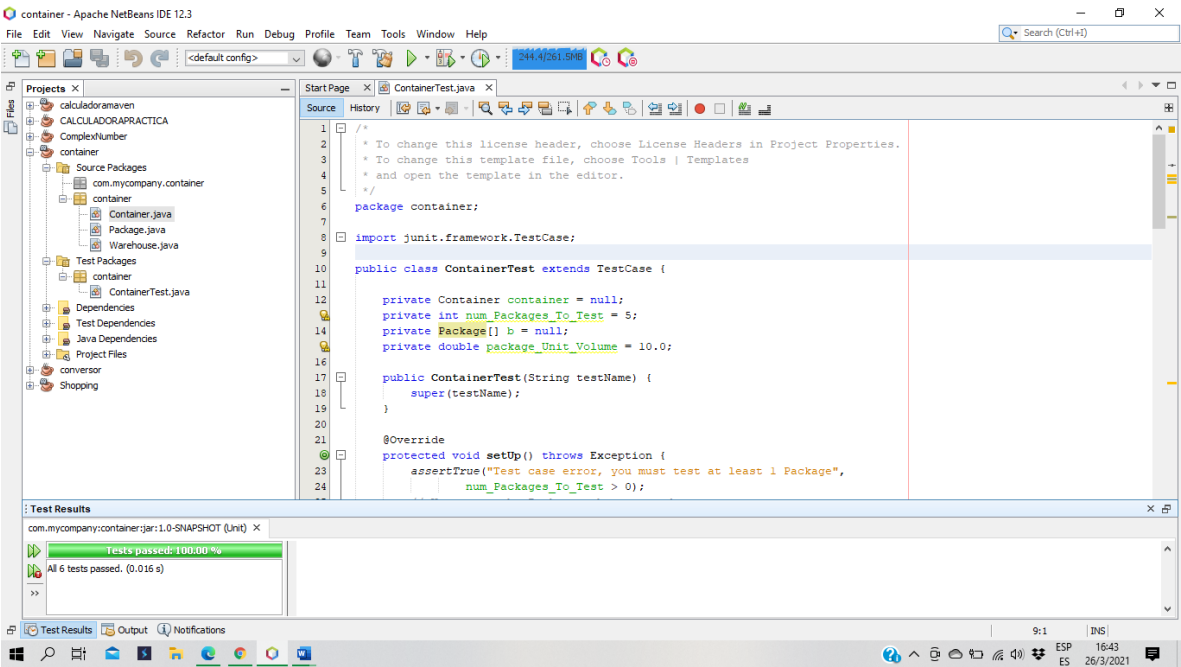 container - Apache NetBeans IDE 12.3
File Edit View Navigate Source Refactor Run Debug Profile Team Tools Window Help
Search (Ctrl+I)
<default config>
244.4/261.5MB
Projects
Files
calculadoramaven
CALCULADORAPRACTICA
ComplexNumber
container
Source Packages
com.mycompany.container
container
Container.java
Package.java
Warehouse.java
Test Packages
container
ContainerTest.java
Dependencies
Test Dependencies
Java Dependencies
Project Files
conversor
Shopping
Start Page
ContainerTest.java
Source History
1 /*
2 * To change this license header, choose License Headers in Project Properties.
3 * To change this template file, choose Tools | Templates
4 * and open the template in the editor.
5 */
6 package container;
7
8 import junit.framework.TestCase;
9
10 public class ContainerTest extends TestCase {
11
12 private Container container = null;
private int num_Packages_To_Test = 5;
14 private Package[] b = null;
private double package_Unit_Volume = 10.0;
16
17 public ContainerTest(String testName) {
18 super(testName);
19 }
20
21 @Override
protected void setUp() throws Exception {
23 assertTrue("Test case error, you must test at least 1 Package",
24 num_Packages_To_Test > 0);
Test Results
com.mycompany:container:jar:1.0-SNAPSHOT (Unit)
Tests passed: 100.00 %
All 6 tests passed. (0.016 s)
Test Results Output Notifications
9:1 INS
ESP
ES
16:43
26/3/2021